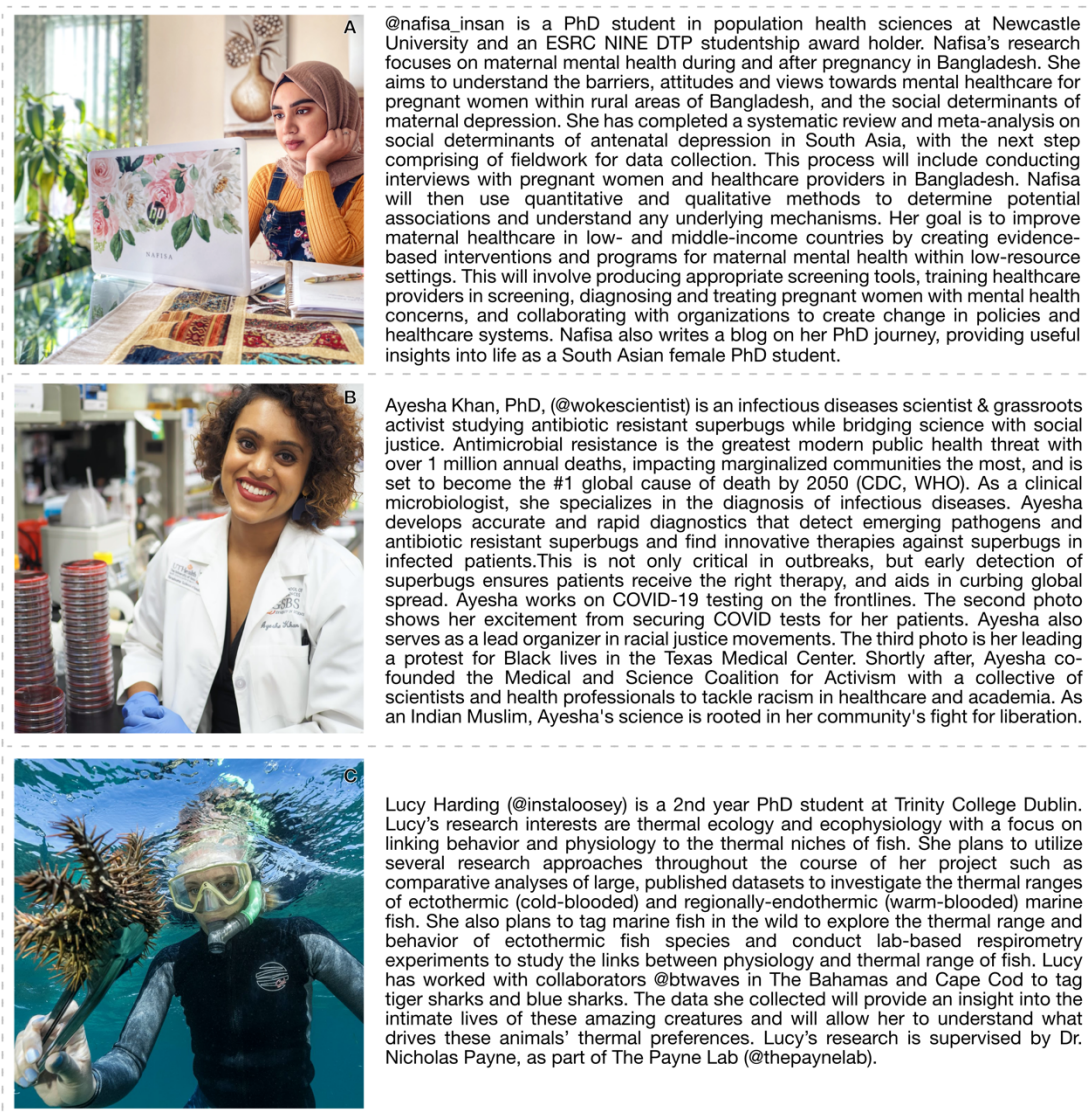 A
@nafisa_insan is a PhD student in population health sciences at Newcastle
University and an ESRC NINE DTP studentship award holder. Nafisa's research
focuses on maternal mental health during and after pregnancy in Bangladesh. She
aims to understand the barriers, attitudes and views towards mental healthcare for
pregnant women within rural areas of Bangladesh, and the social determinants of
maternal depression. She has completed a systematic review and meta-analysis on
social determinants of antenatal depression in South Asia, with the next step
comprising of fieldwork for data collection. This process will include conducting
interviews with pregnant women and healthcare providers in Bangladesh. Nafisa
will then use quantitative and qualitative methods to determine potential
associations and understand any underlying mechanisms. Her goal is to improve
maternal healthcare in low- and middle-income countries by creating evidence-
based interventions and programs for maternal mental health within low-resource
settings. This will involve producing appropriate screening tools, training healthcare
providers in screening, diagnosing and treating pregnant women with mental health
concerns, and collaborating with organizations to create change in policies and
healthcare systems. Nafisa also writes a blog on her PhD journey, providing useful
insights into life as a South Asian female PhD student.
hp
NAFISA
B
Ayesha Khan, PhD, (@wokescientist) is an infectious diseases scientist & grassroots
activist studying antibiotic resistant superbugs while bridging science with social
justice. Antimicrobial resistance is the greatest modern public health threat with
over 1 million annual deaths, impacting marginalized communities the most, and is
set to become the #1 global cause of death by 2050 (CDC, WHO). As a clinical
microbiologist, she specializes in the diagnosis of infectious diseases. Ayesha
develops accurate and rapid diagnostics that detect emerging pathogens and
antibiotic resistant superbugs and find innovative therapies against superbugs in
infected patients.This is not only critical in outbreaks, but early detection of
superbugs ensures patients receive the right therapy, and aids in curbing global
spread. Ayesha works on COVID-19 testing on the frontlines. The second photo
shows her excitement from securing COVID tests for her patients. Ayesha also
serves as a lead organizer in racial justice movements. The third photo is her leading
a protest for Black lives in the Texas Medical Center. Shortly after, Ayesha co-
founded the Medical and Science Coalition for Activism with a collective of
scientists and health professionals to tackle racism in healthcare and academia. As
an Indian Muslim, Ayesha's science is rooted in her community's fight for liberation.
Ayesha Khan
C
Lucy Harding (@instaloosey) is a 2nd year PhD student at Trinity College Dublin.
Lucy's research interests are thermal ecology and ecophysiology with a focus on
linking behavior and physiology to the thermal niches of fish. She plans to utilize
several research approaches throughout the course of her project such as
comparative analyses of large, published datasets to investigate the thermal ranges
of ectothermic (cold-blooded) and regionally-endothermic (warm-blooded) marine
fish. She also plans to tag marine fish in the wild to explore the thermal range and
behavior of ectothermic fish species and conduct lab-based respirometry
experiments to study the links between physiology and thermal range of fish. Lucy
has worked with collaborators @btwaves in The Bahamas and Cape Cod to tag
tiger sharks and blue sharks. The data she collected will provide an insight into the
intimate lives of these amazing creatures and will allow her to understand what
drives these animals' thermal preferences. Lucy's research is supervised by Dr.
Nicholas Payne, as part of The Payne Lab (@thepaynelab).